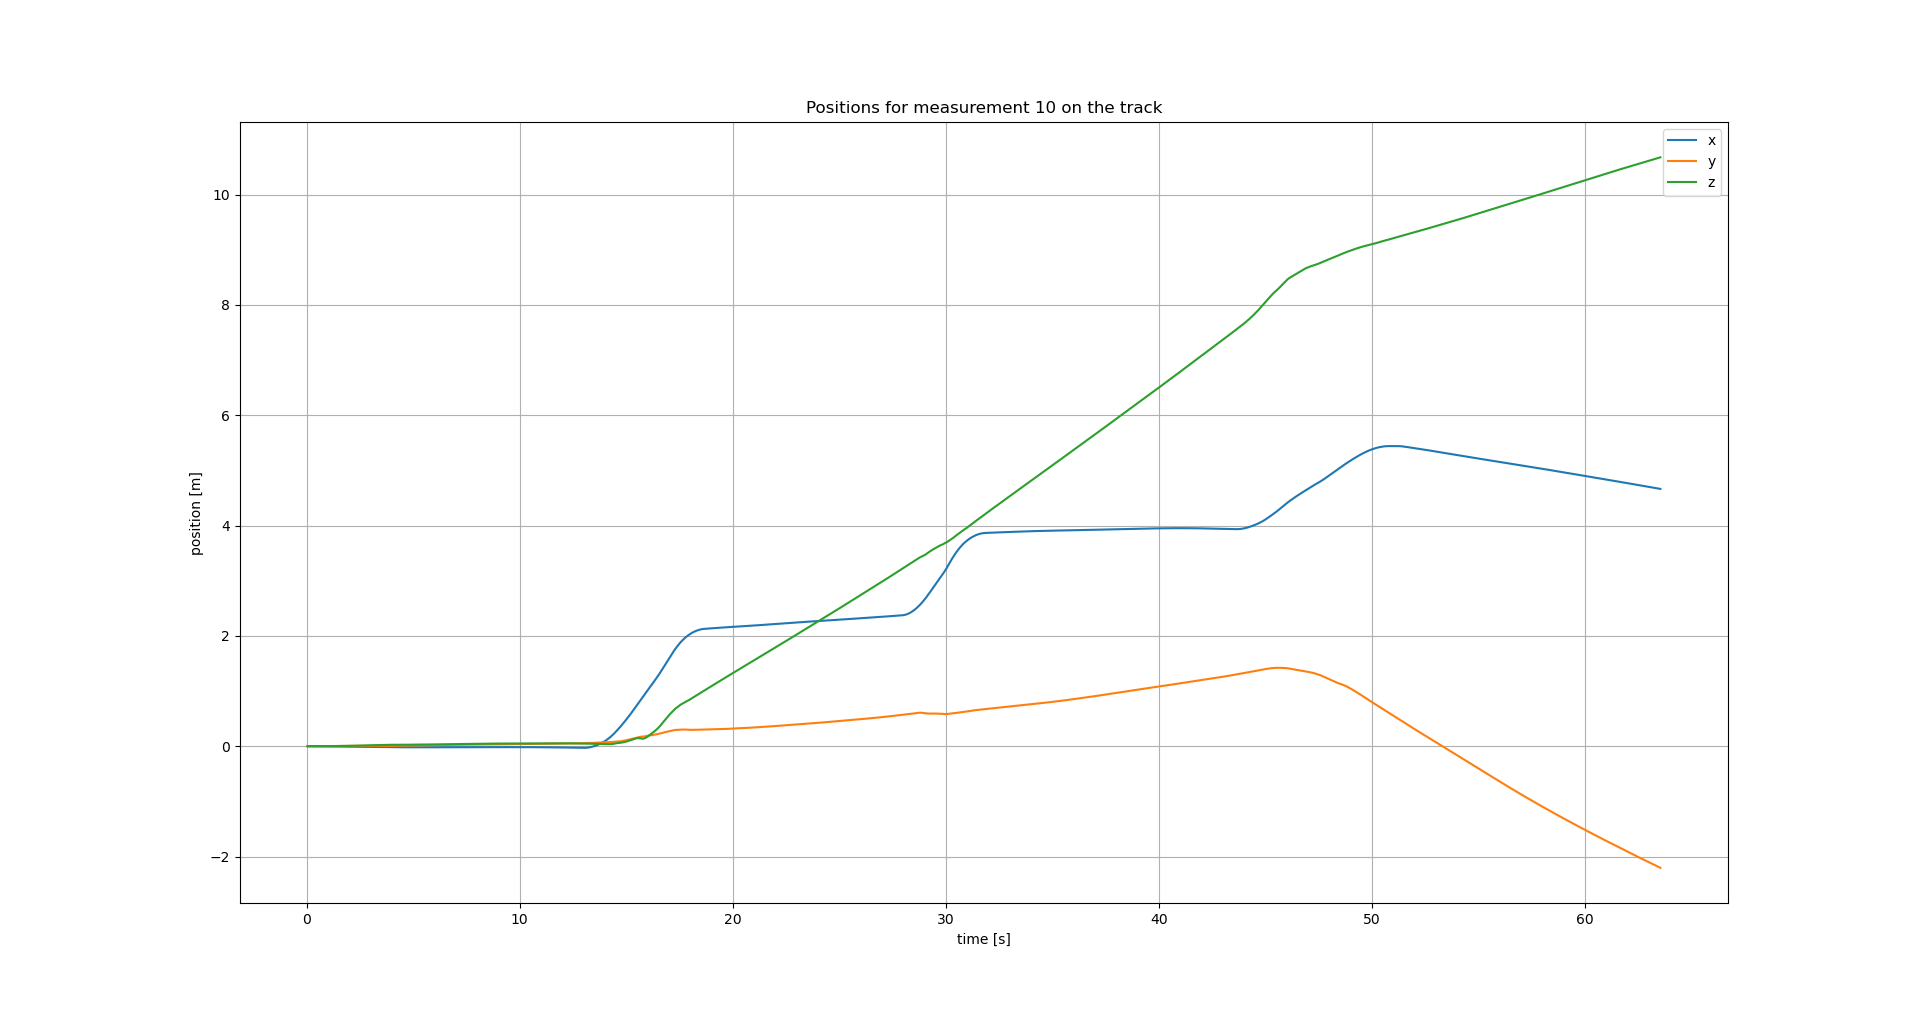 Positions for measurement 10 on the track
x
y
z
10
8
6
4
2
0
−2
position [m]
0 10 20 30 40 50 60
time [s]